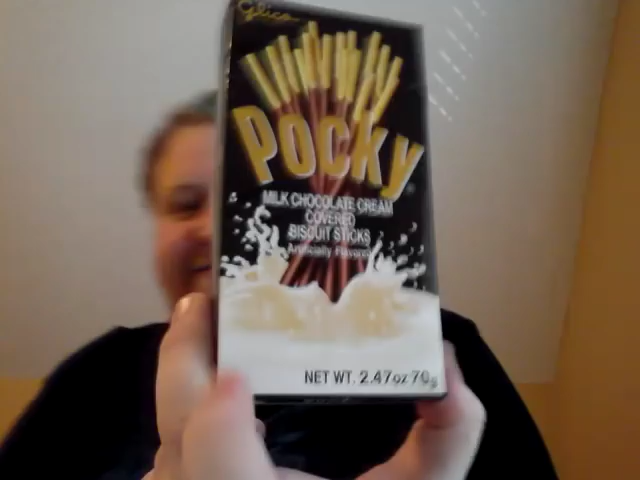 Glico
Pocky
MILK CHOCOLATE CREAM
COVERED
BISCUIT STICKS
Artificially Flavored
NET WT. 2.47oz 70g